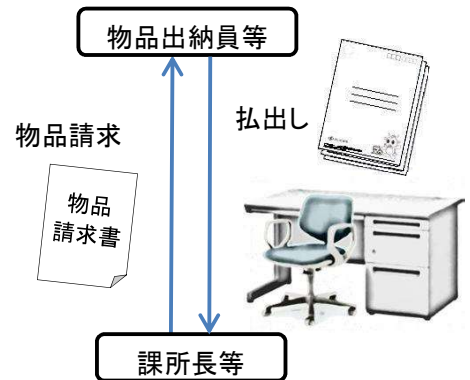 物品出納員等
払出し
物品請求
物品
請求書
課所長等